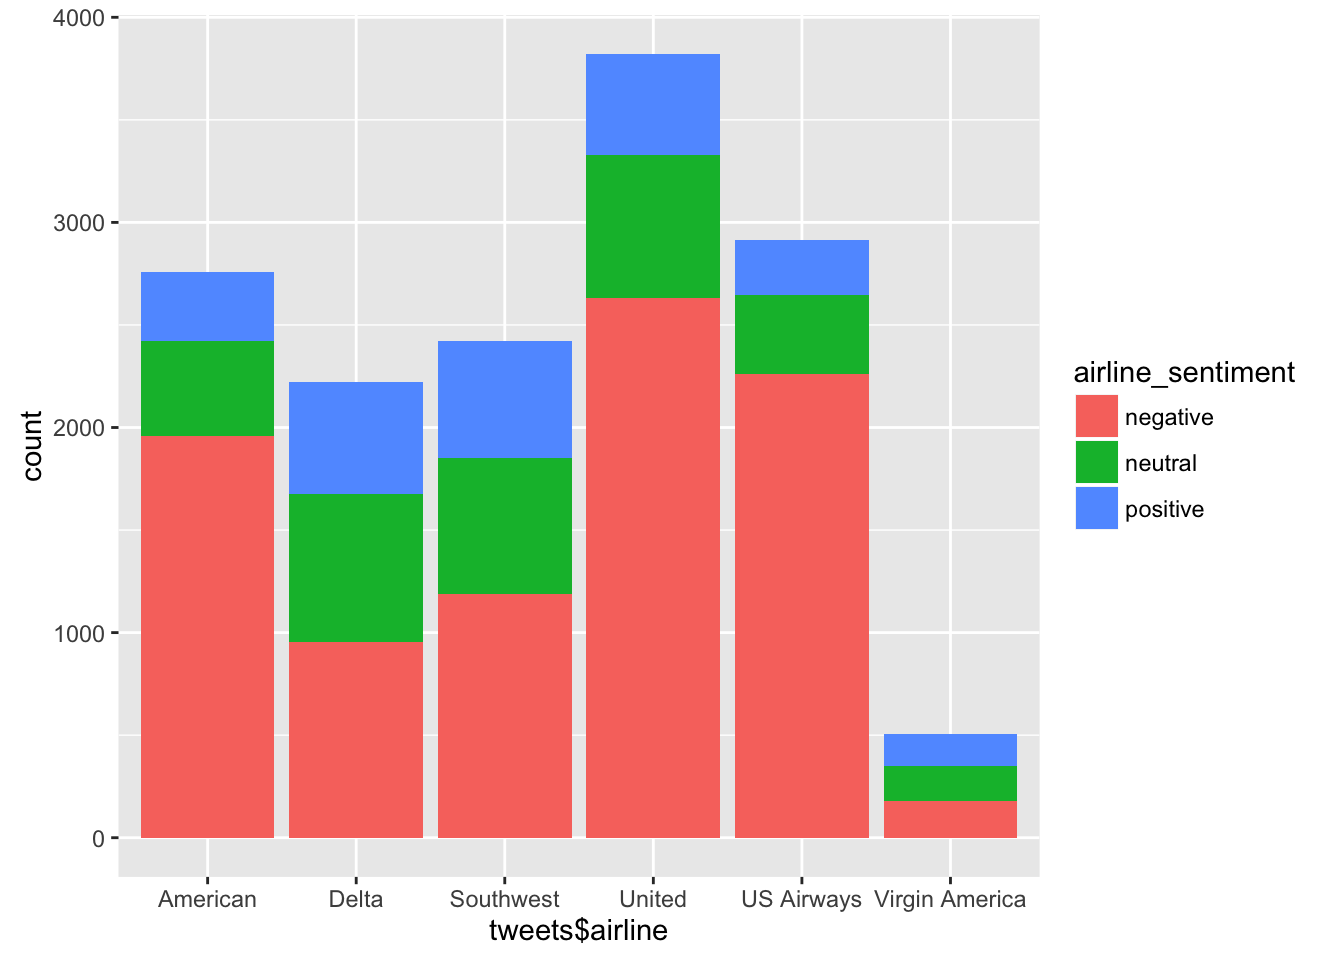 4000
3000
2000
1000
0
count
American Delta Southwest United US Airways Virgin America
tweets$airline
airline_sentiment
negative
neutral
positive